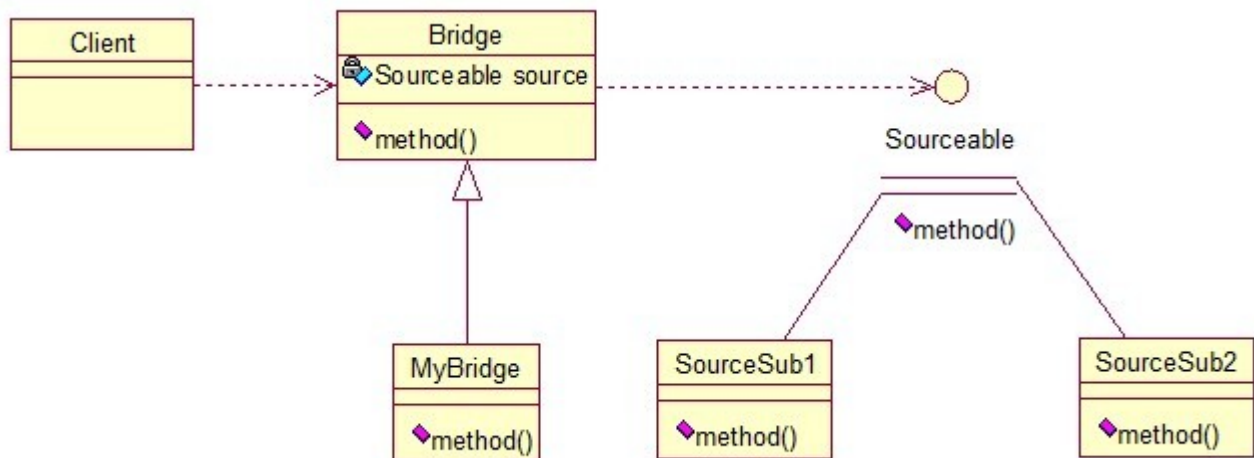 Client
Bridge
Sourceable source
method()
Sourceable
method()
MyBridge
method()
SourceSub1
method()
SourceSub2
method()